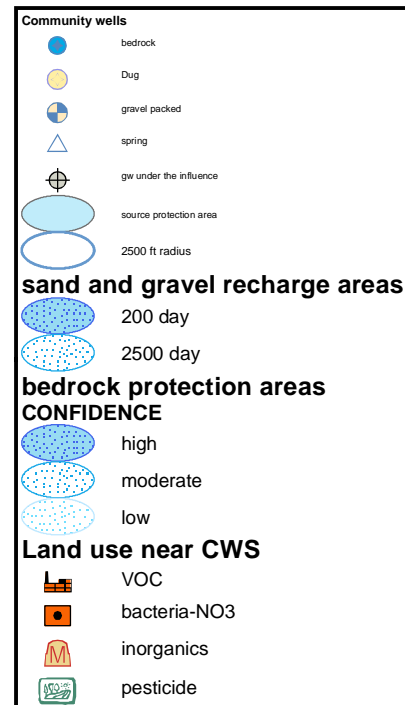 Community wells
bedrock
Dug
gravel packed
spring
gw under the influence
source protection area
2500 ft radius
sand and gravel recharge areas
200 day
2500 day
bedrock protection areas
CONFIDENCE
high
moderate
low
Land use near CWS
VOC
bacteria-NO3
M inorganics
pesticide